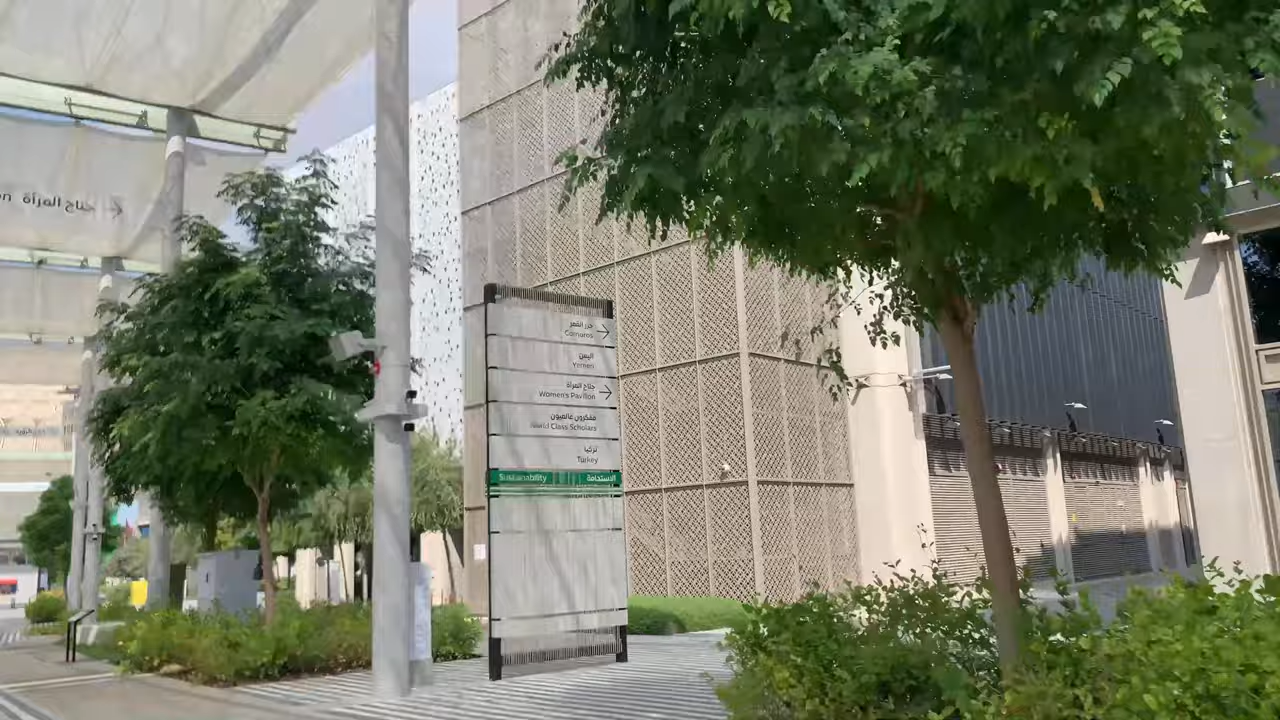 جناح المرأة
جزر القمر
Comoros
اليمن
Yemen
جناح المرأة
Women's Pavilion
مفكرون عالميون
World Class Scholars
تركيا
Turkey
Sustainability الاستدامة